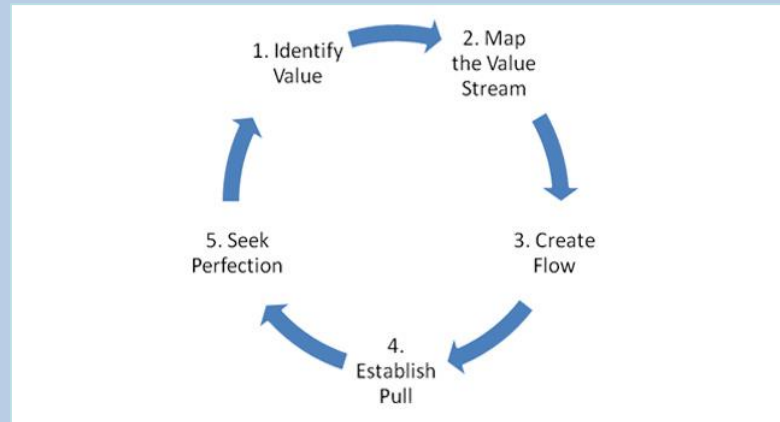 1. Identify
Value
2. Map
the Value
Stream
3. Create
Flow
4.
Establish
Pull
5. Seek
Perfection